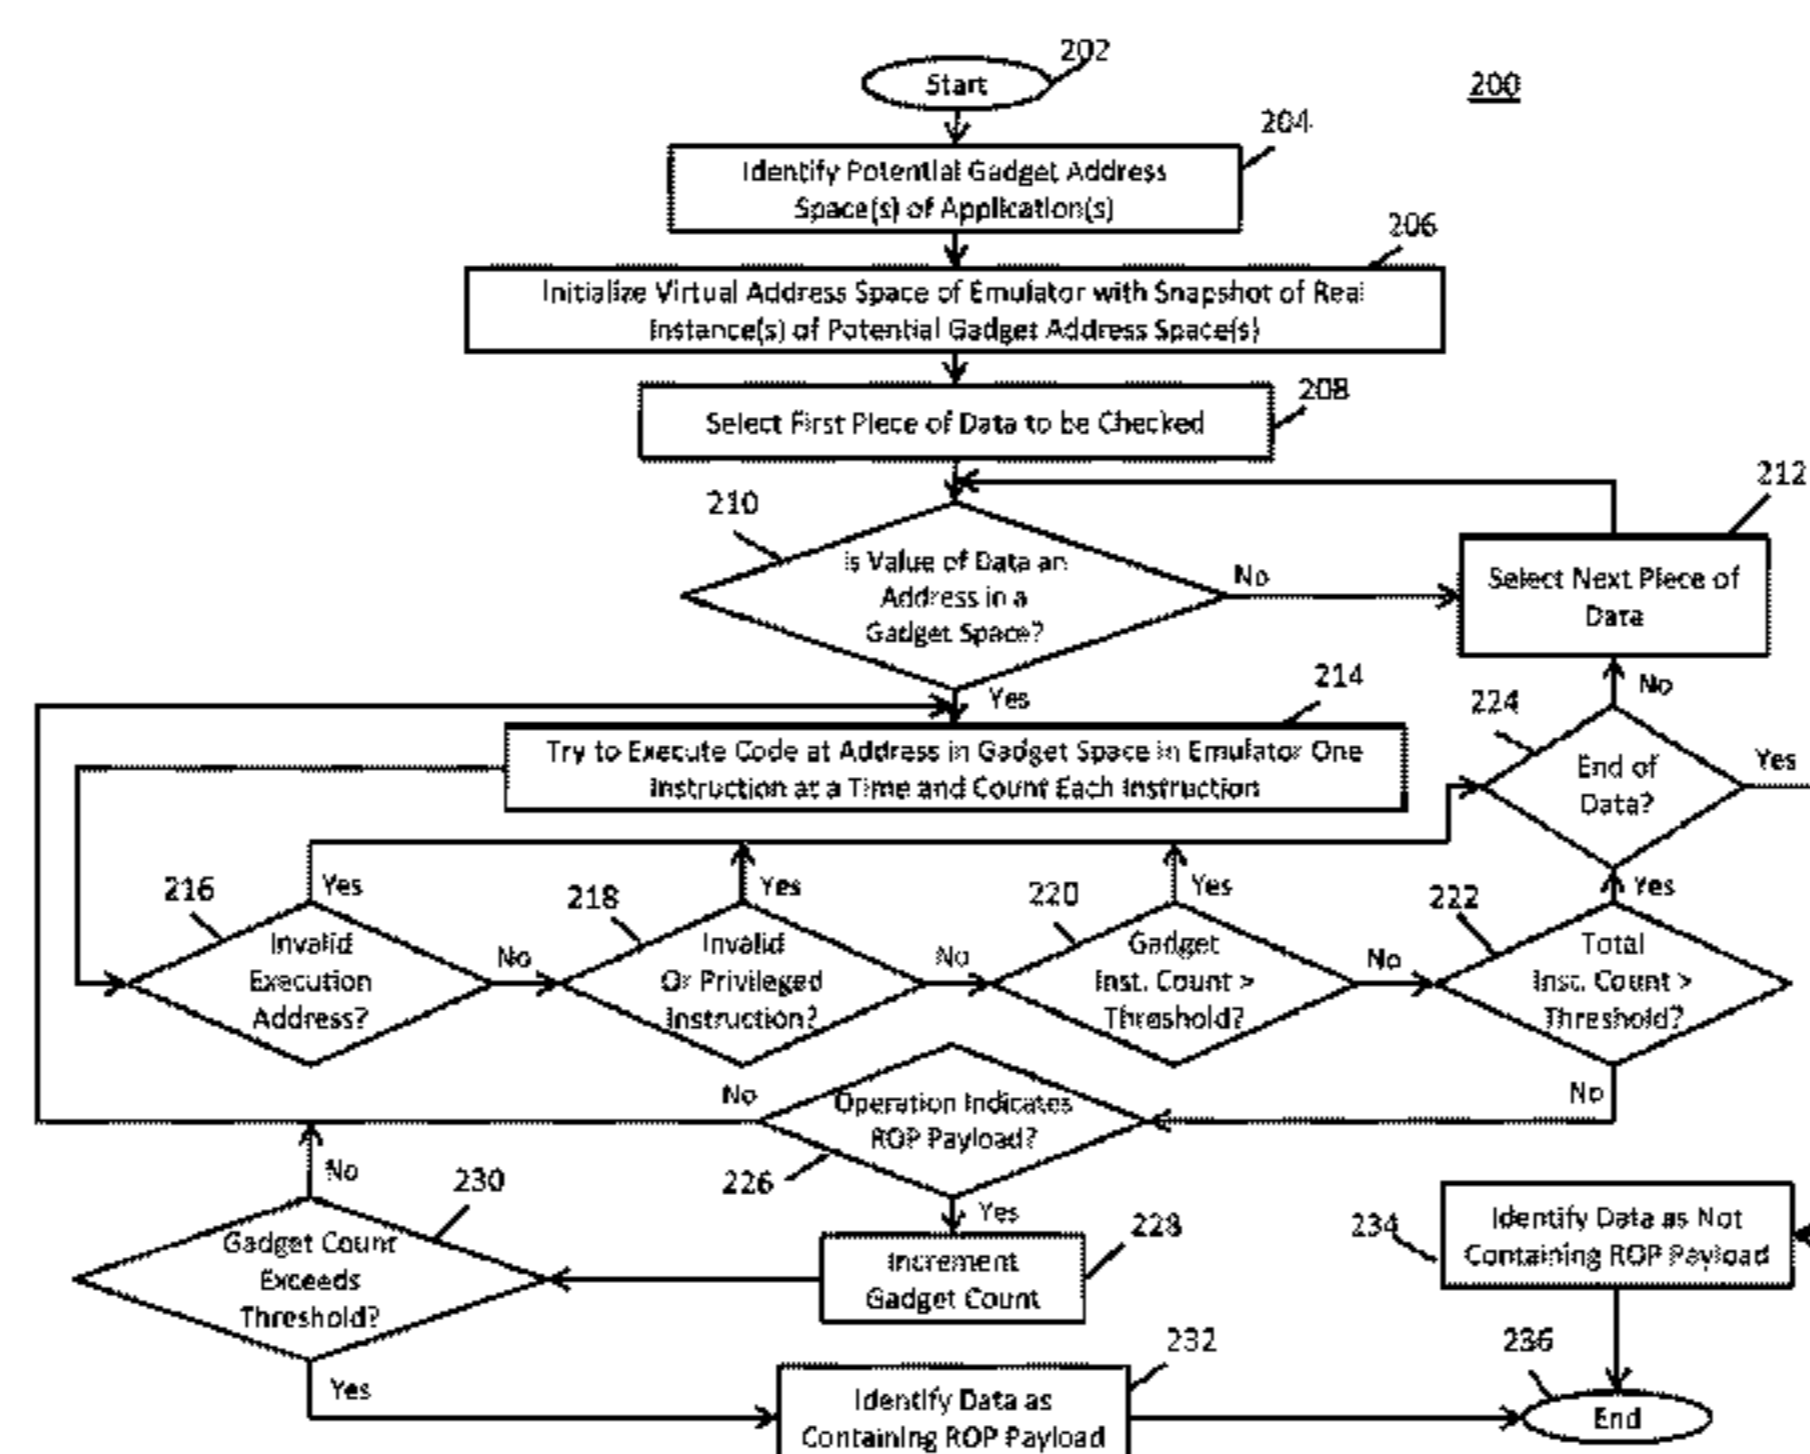 202
Start
200
204
Identify Potential Gadget Address
Space(s) of Application(s)
206
Initialize Virtual Address Space of Emulator with Snapshot of Real
Instance(s) of Potential Gadget Address Space(s)
208
Select First Piece of Data to be Checked
212
210
Is Value of Data an
Address in a
Gadget Space?
No
Select Next Piece of
Data
Yes
214
No
224
Try to Execute Code at Address in Gadget Space in Emulator One
Instruction at a Time and Count Each Instruction
End of
Data?
Yes
216
Yes
218
Yes
220
Yes
222
Yes
Invalid
Execution
Address?
No
Invalid
Or Privileged
Instruction?
No
Gadget
Inst. Count >
Threshold?
No
Total
Inst. Count >
Threshold?
No
No
Operation Indicates
ROP Payload?
226
Yes
No
230
Gadget Count
Exceeds
Threshold?
228
Increment
Gadget Count
234
Identify Data as Not
Containing ROP Payload
Yes
232
Identify Data as
Containing ROP Payload
236
End